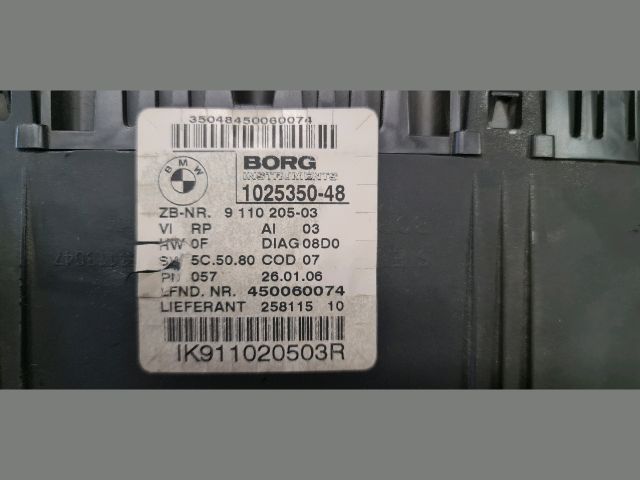 35048450060074
BMW
BORG
INSTRUMENTS
1025350-48
ZB-NR. 9 110 205-03
VI RP AI 03
HW 0F DIAG 08D0
SW 5C.50.80 COD 07
PN 057 26.01.06
LFND. NR. 450060074
LIEFERANT 258115 10
IK911020503R